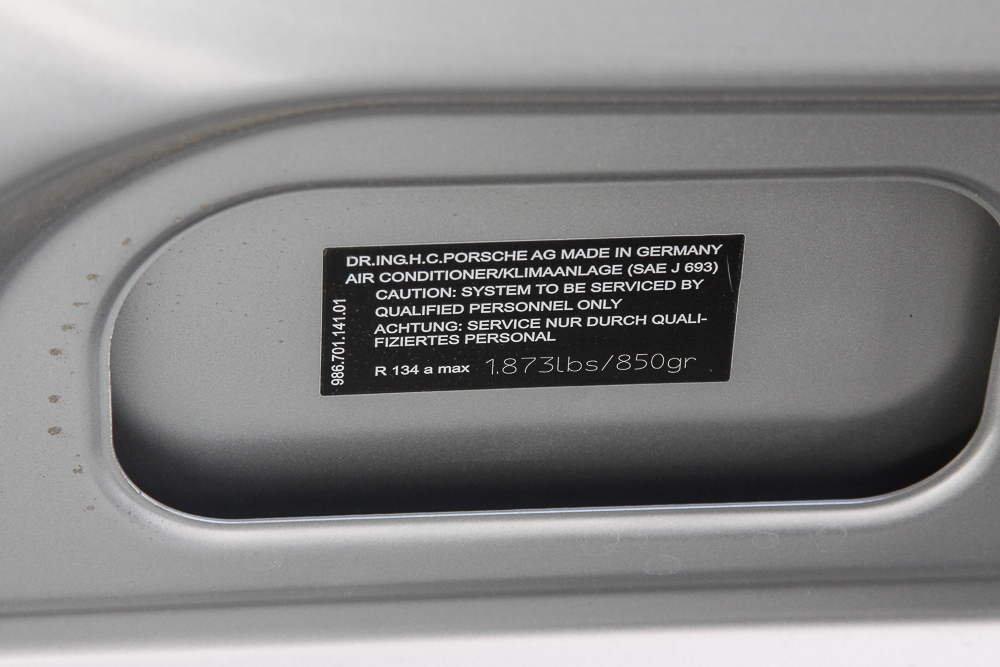 DR.ING.H.C.PORSCHE AG MADE IN GERMANY
AIR CONDITIONER/KLIMAANLAGE (SAE J 693)
CAUTION: SYSTEM TO BE SERVICED BY
QUALIFIED PERSONNEL ONLY
ACHTUNG: SERVICE NUR DURCH QUALI-
FIZIERTES PERSONAL
R 134 a max 1.873lbs/850gr
986.701.141.01